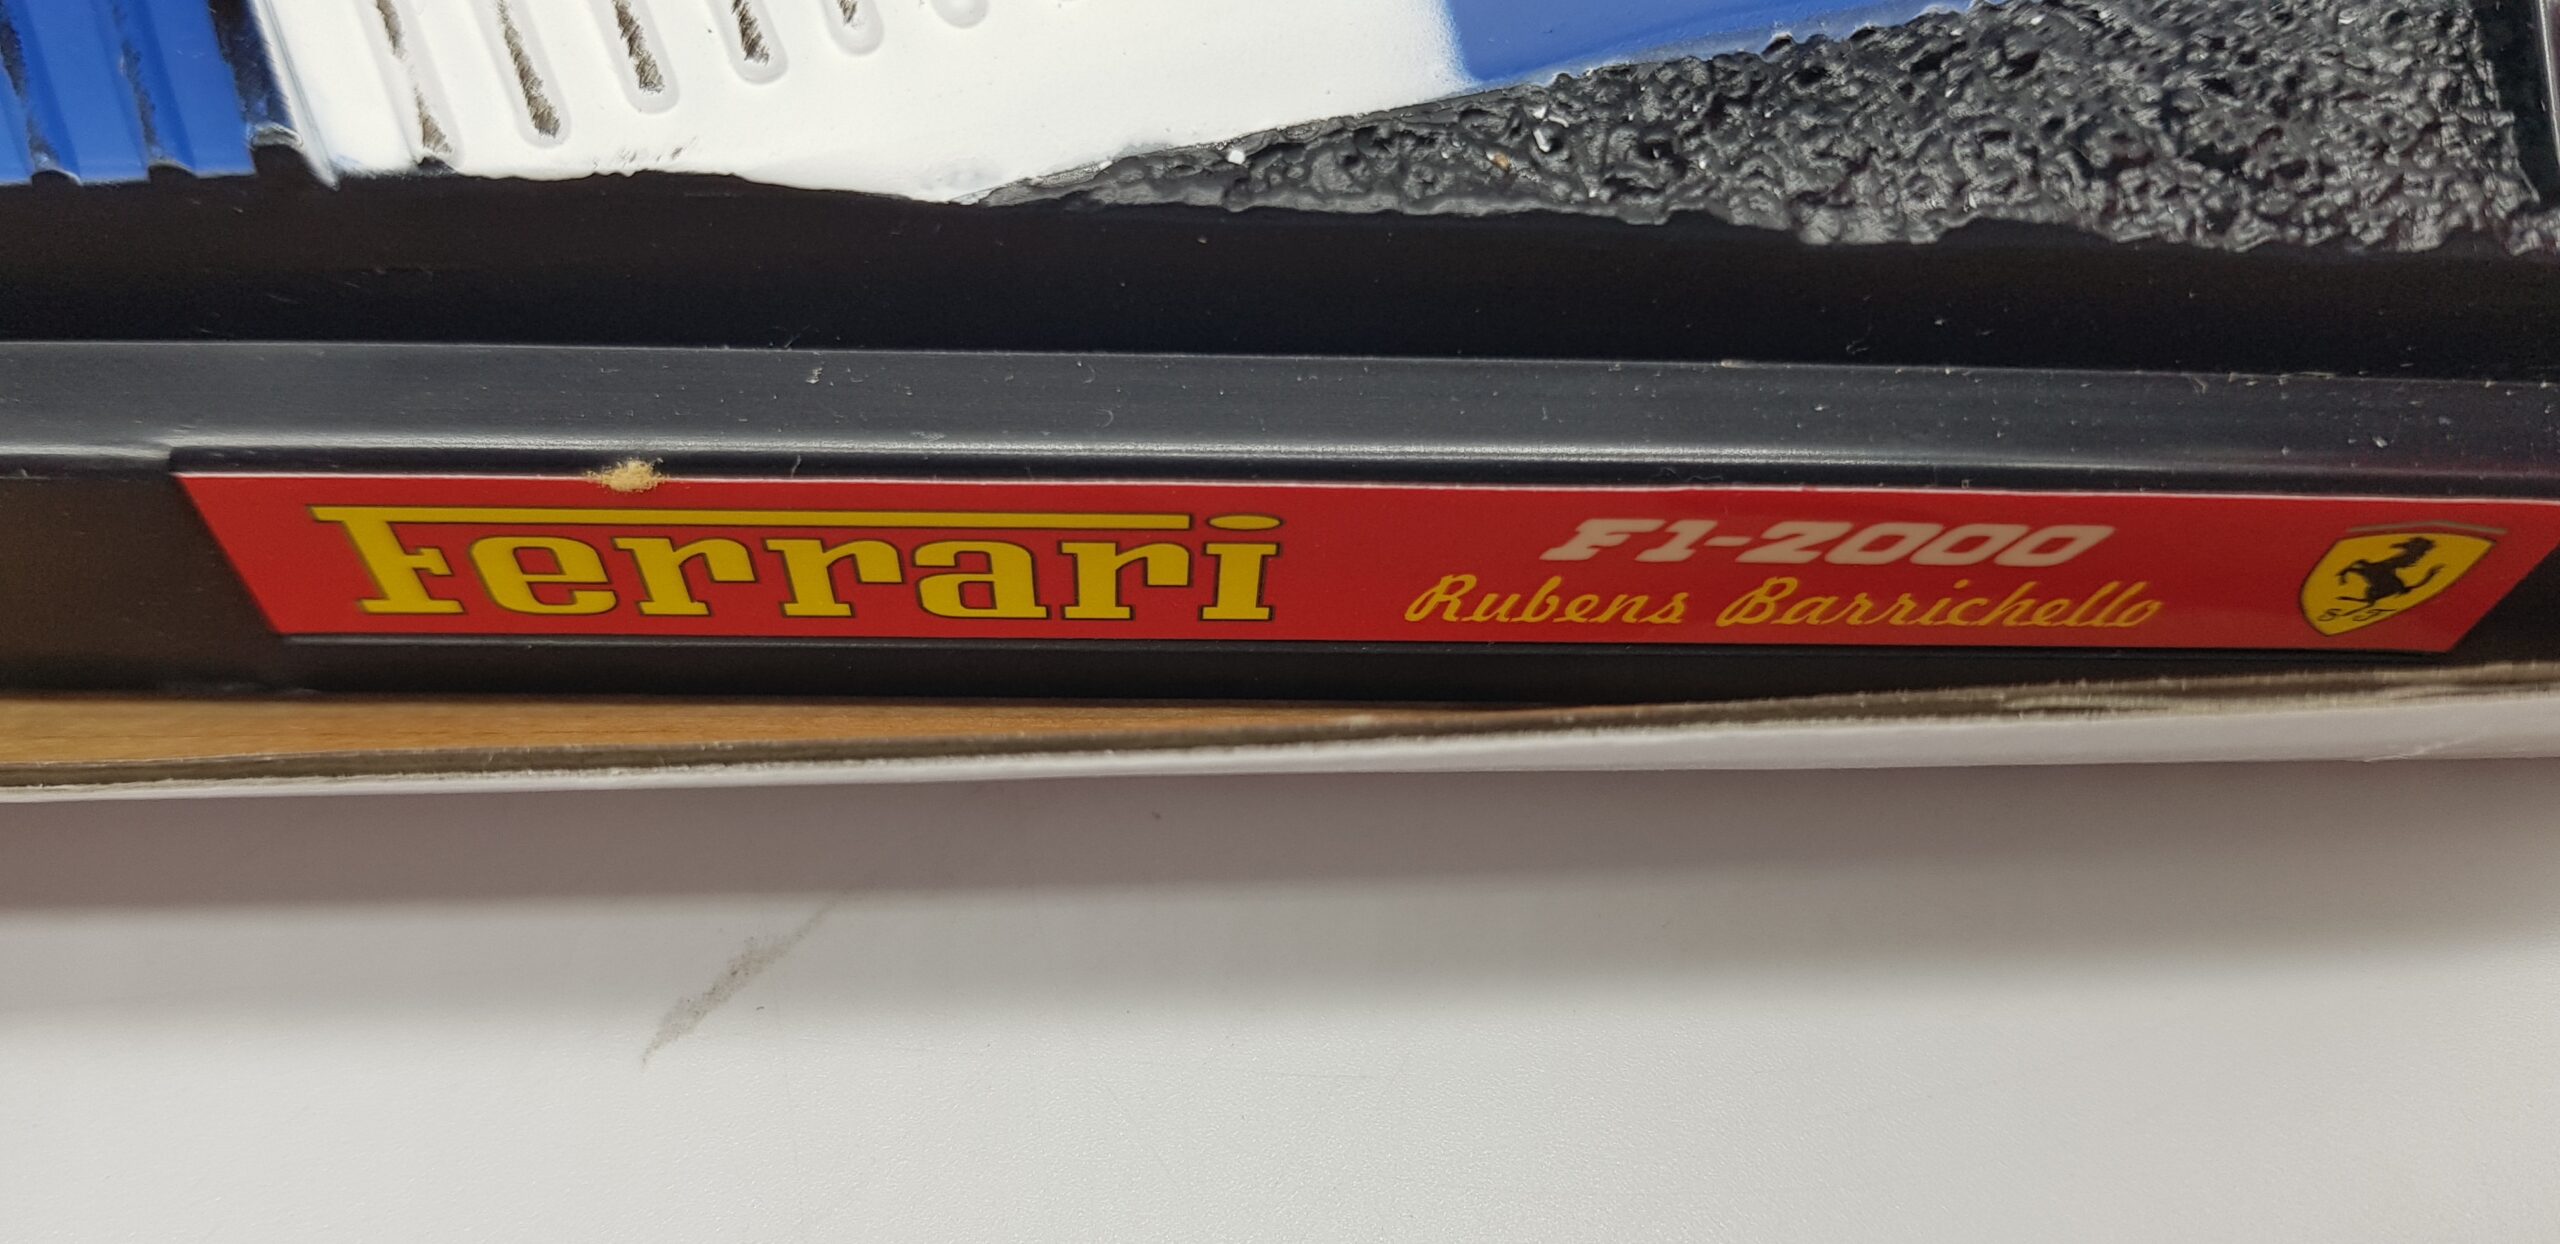 Ferrari
F1-2000
Rubens Barrichello
S F